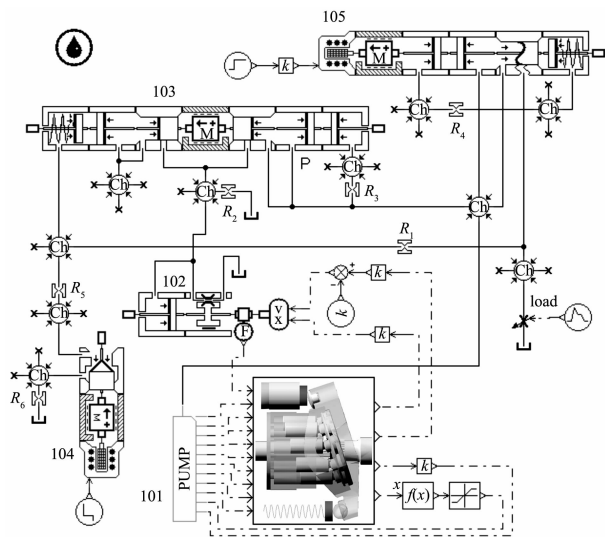 105
k
M
103
M
Ch
Ch
R4
P
Ch
Ch
R3
Ch
R2
Ch
Ch
R1
Ch
R5
102
k
k
k
load
Ch
F
V
X
Ch
R6
M
104
101
PUMP
k
x
f(x)